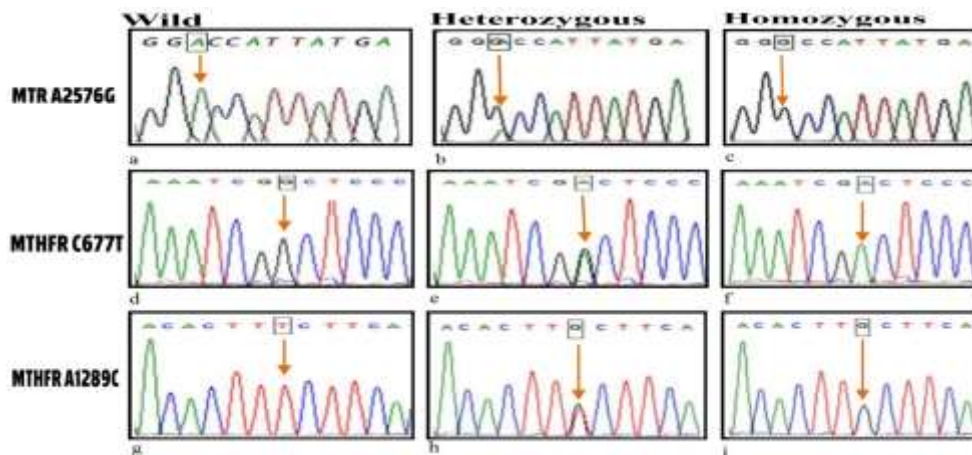 Wild Heterozygous Homozygous
MTR A2576G
G G A C C A T T A T G A
G G G C C A T T A T G A
G G G C C A T T A T G A
a b c
MTHFR C677T
A A A T C G G C T C C C
A A A T C G A C T C C C
A A A T C G A C T C C C
d e f
MTHFR A1289C
A C A C T T T C T T C A
A C A C T T G C T T C A
A C A C T T G C T T C A
g h i